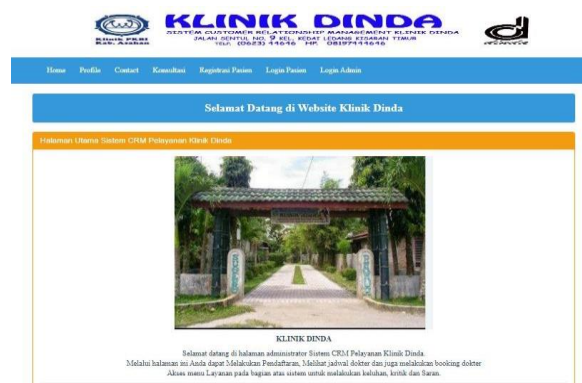 KLINIK DINDA
SISTEM CUSTOMER RELATIONSHIP MANAGEMENT KLINIK DINDA
JALAN SENTUL NO. 9 KEL. KEDAI LEDANG KISARAN TIMUR
TELP. (0623) 44646 HP. 08197444646
Klinik PKBI
Kab. Asahan
Home Profile Contact Konsultasi Registrasi Pasien Login Pasien Login Admin
Selamat Datang di Website Klinik Dinda
Halaman Utama Sistem CRM Pelayanan Klinik Dinda
KLINIK DINDA
Selamat datang di halaman administrator Sistem CRM Pelayanan Klinik Dinda.
Melalui halaman ini Anda dapat Melakukan Pendaftaran, Melihat jadwal dokter dan juga melakukan booking dokter
Akses menu Layanan pada bagian atas sistem untuk melakukan keluhan, kritik dan Saran.